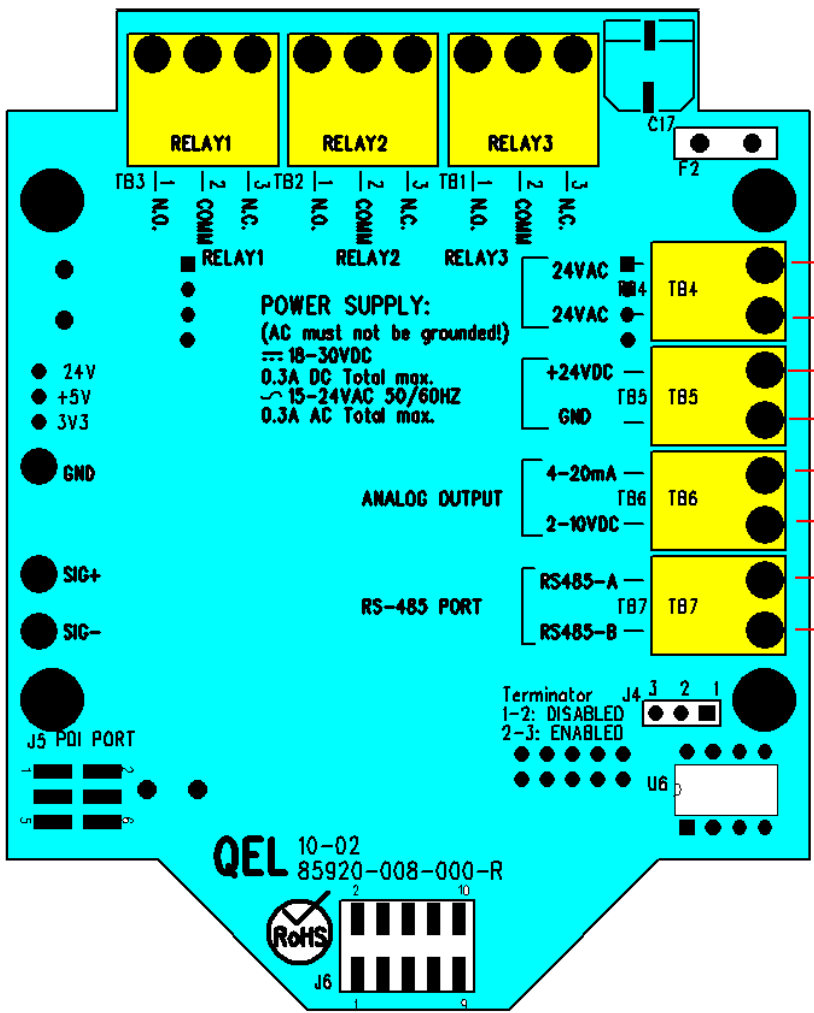 RELAY1 RELAY2 RELAY3
C17
F2
TB3 1 2 3 TB2 1 2 3 TB1 1 2 3
N.O. COMM N.C. N.O. COMM N.C. N.O. COMM N.C.
RELAY1 RELAY2 RELAY3
24VAC
TB4 TB4
24VAC
POWER SUPPLY:
(AC must not be grounded!)
18-30VDC
0.3A DC Total max.
15-24VAC 50/60HZ
0.3A AC Total max.
24V
+5V
3V3
GND
+24VDC
TB5 TB5
GND
4-20mA
ANALOG OUTPUT TB6 TB6
2-10VDC
SIG+
RS485-A
RS-485 PORT TB7 TB7
SIG-
RS485-B
Terminator J4 3 2 1
1-2: DISABLED
2-3: ENABLED
J5 PDI PORT
1 2
5 6
U6
QEL 10-02
85920-008-000-R
2 10
RoHS
J6
1 9